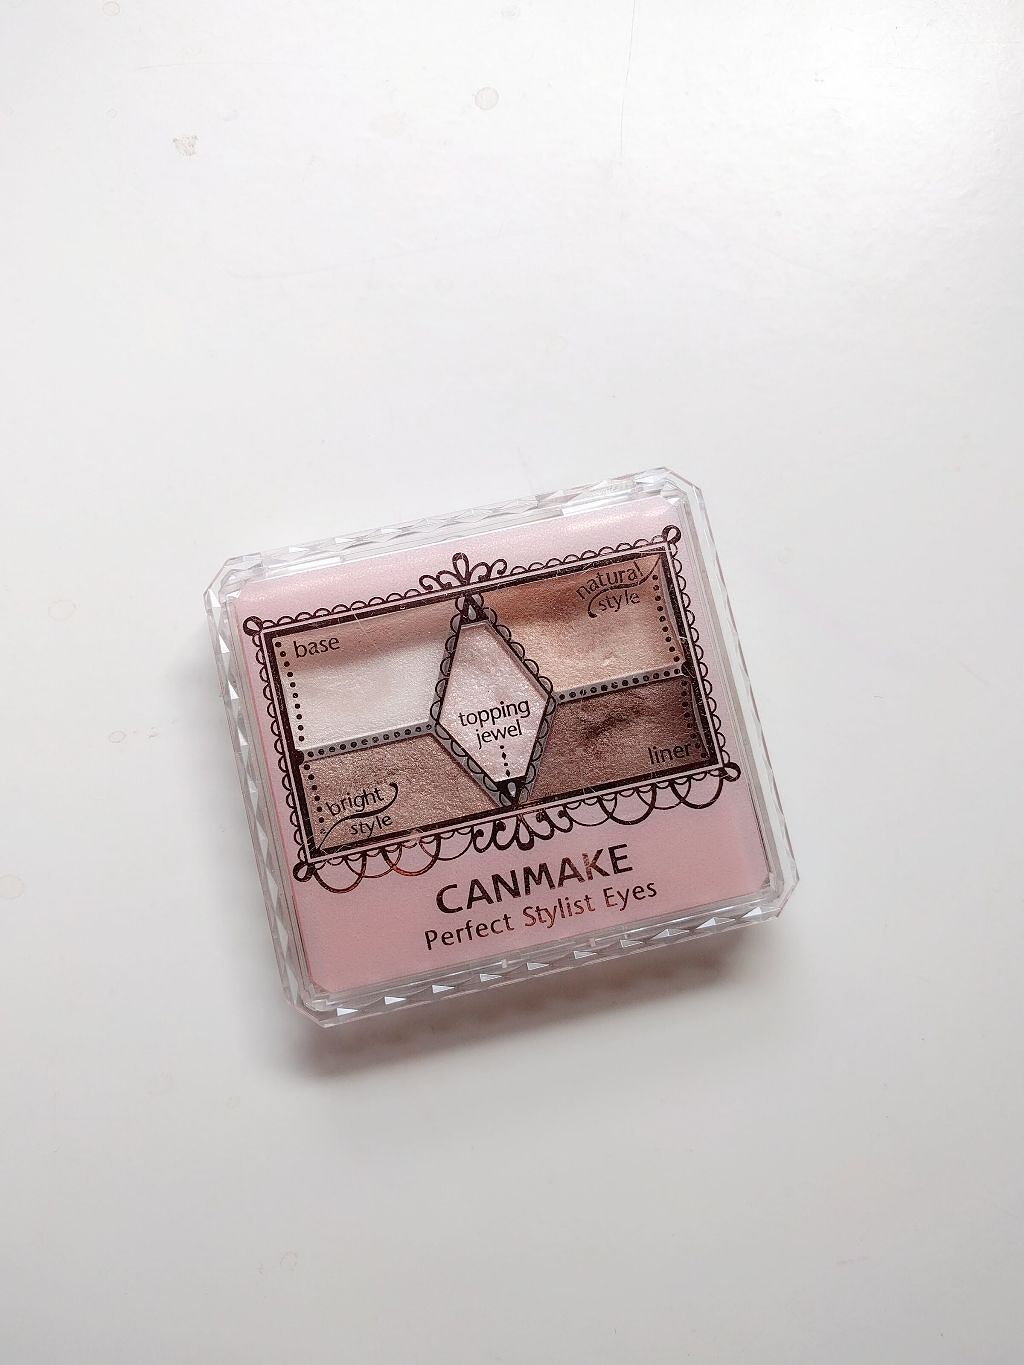 base
natural
style
topping
jewel
bright
style
liner
CANMAKE
Perfect Stylist Eyes